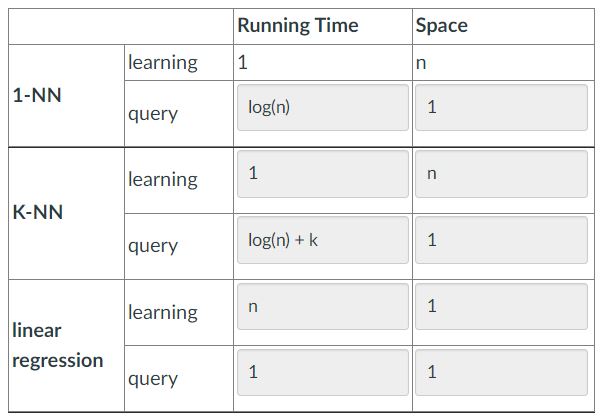 Running Time Space
1-NN
learning 1 n
query log(n) 1
K-NN
learning 1 n
query log(n) + k 1
linear
regression
learning n 1
query 1 1